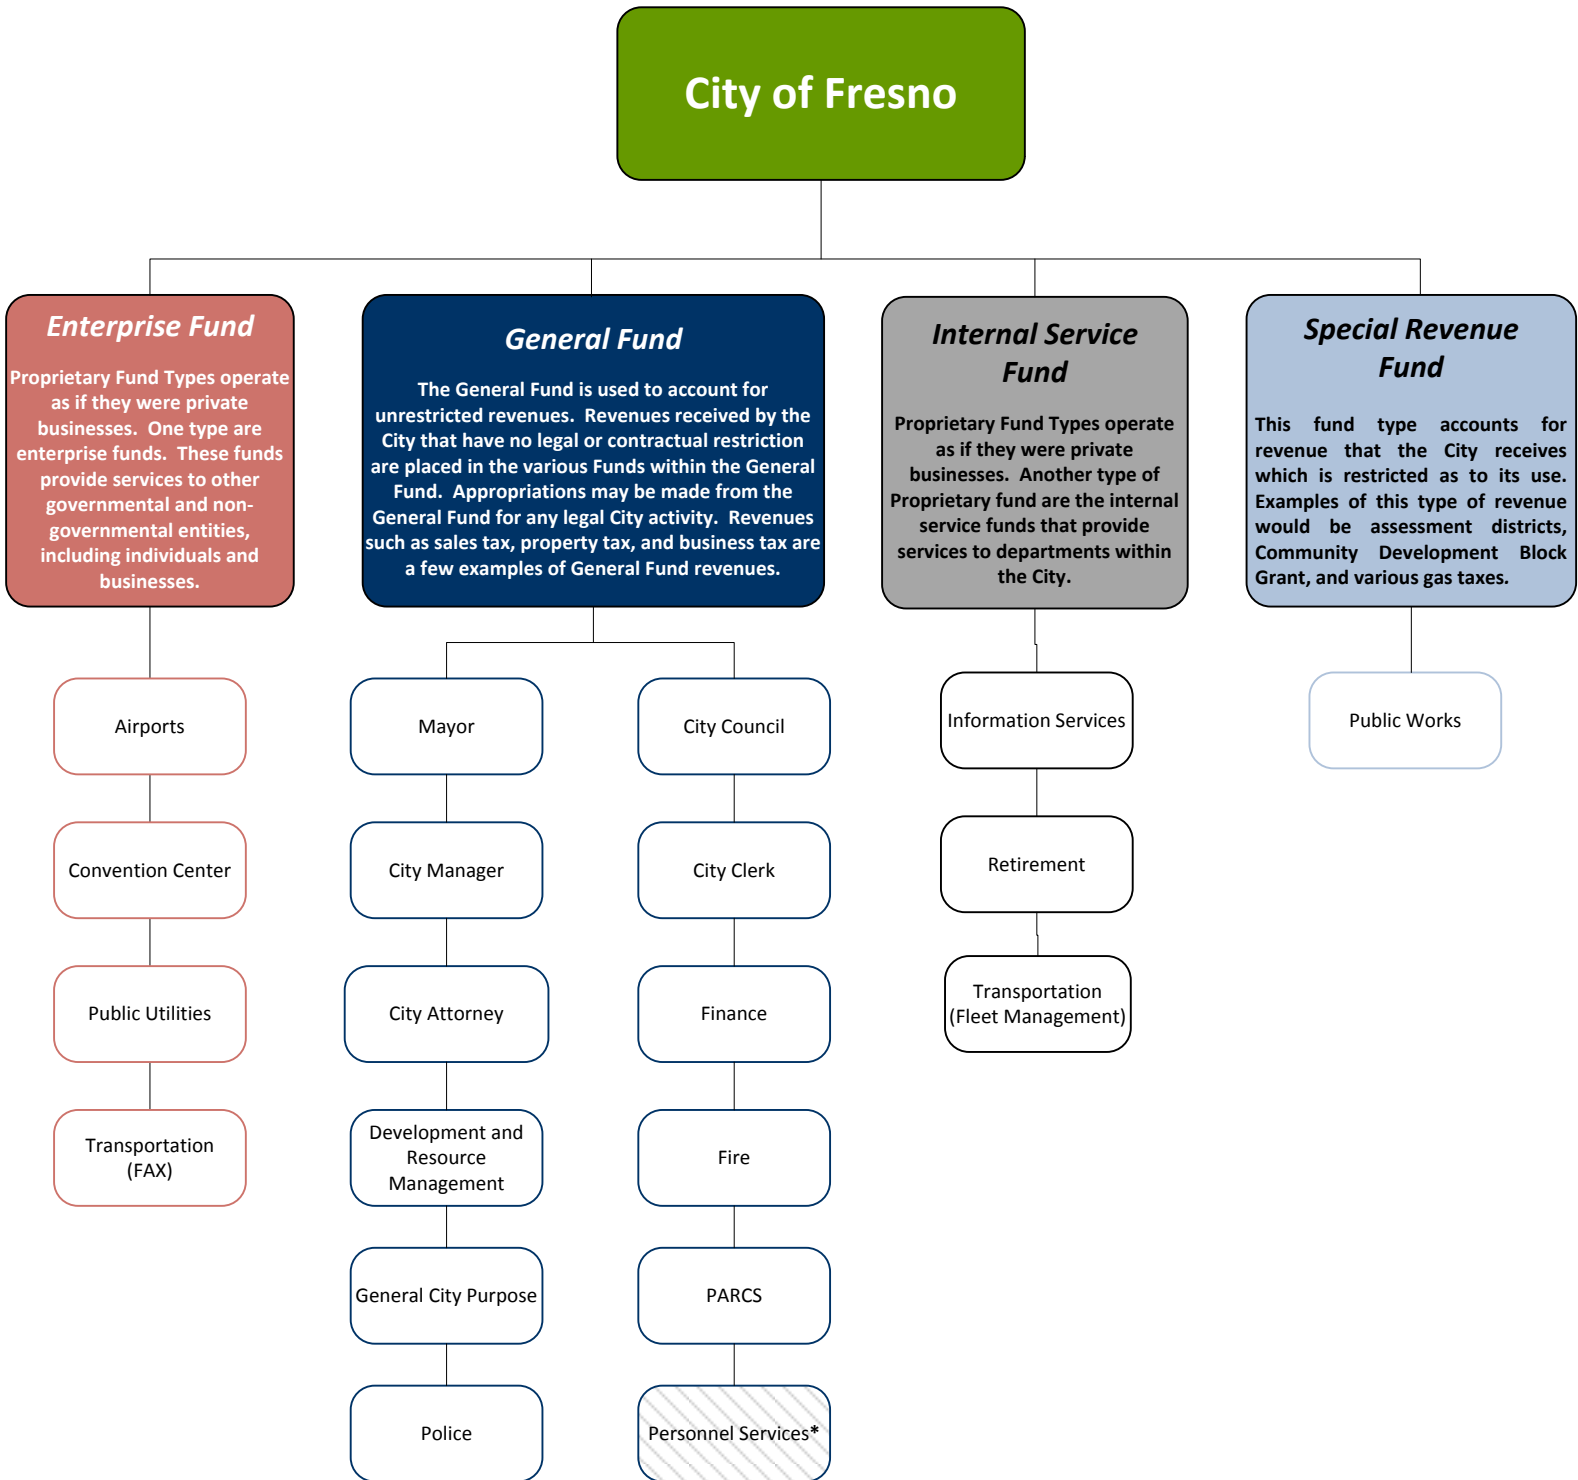 City of Fresno
Enterprise Fund
Proprietary Fund Types operate
as if they were private
businesses.  One type are
enterprise funds.  These funds
provide services to other
governmental and non-
governmental entities,
including individuals and
businesses.
General Fund
The General Fund is used to account for
unrestricted revenues.  Revenues received by the
City that have no legal or contractual restriction
are placed in the various Funds within the General
Fund.  Appropriations may be made from the
General Fund for any legal City activity.  Revenues
such as sales tax, property tax, and business tax are
a few examples of General Fund revenues.
Internal Service
Fund
Proprietary Fund Types operate
as if they were private
businesses.  Another type of
Proprietary fund are the internal
service funds that provide
services to departments within
the City.
Special Revenue
Fund
This fund type accounts for
revenue that the City receives
which is restricted as to its use.
Examples of this type of revenue
would be assessment districts,
Community Development Block
Grant, and various gas taxes.
Airports
Convention Center
Public Utilities
Transportation
(FAX)
Mayor
City Manager
City Attorney
Development and
Resource
Management
General City Purpose
Police
City Council
City Clerk
Finance
Fire
PARCS
Personnel Services*
Information Services
Retirement
Transportation
(Fleet Management)
Public Works